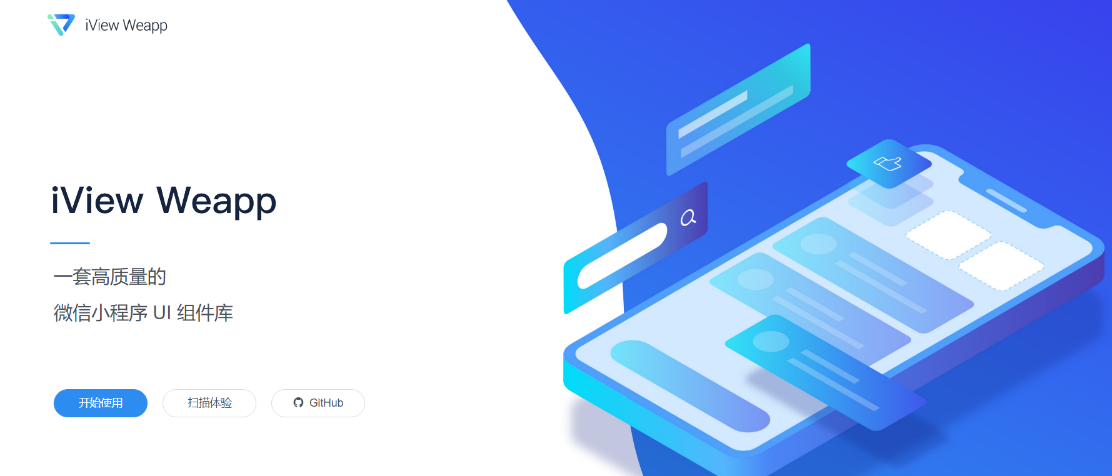 iView Weapp
iView Weapp
一套高质量的
微信小程序 UI 组件库
开始使用
扫描体验
GitHub